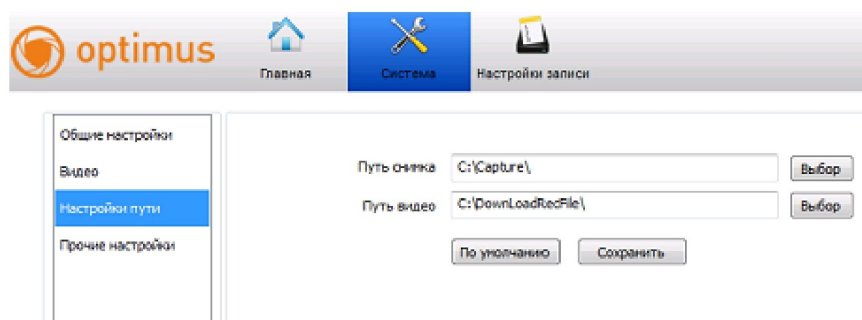 optimus
Главная
Система
Настройки записи
Общие настройки
Видео
Настройки пути
Прочие настройки
Путь снимка C:\Capture\ Выбор
Путь видео C:\DownLoadRecFile\ Выбор
По умолчанию Сохранить